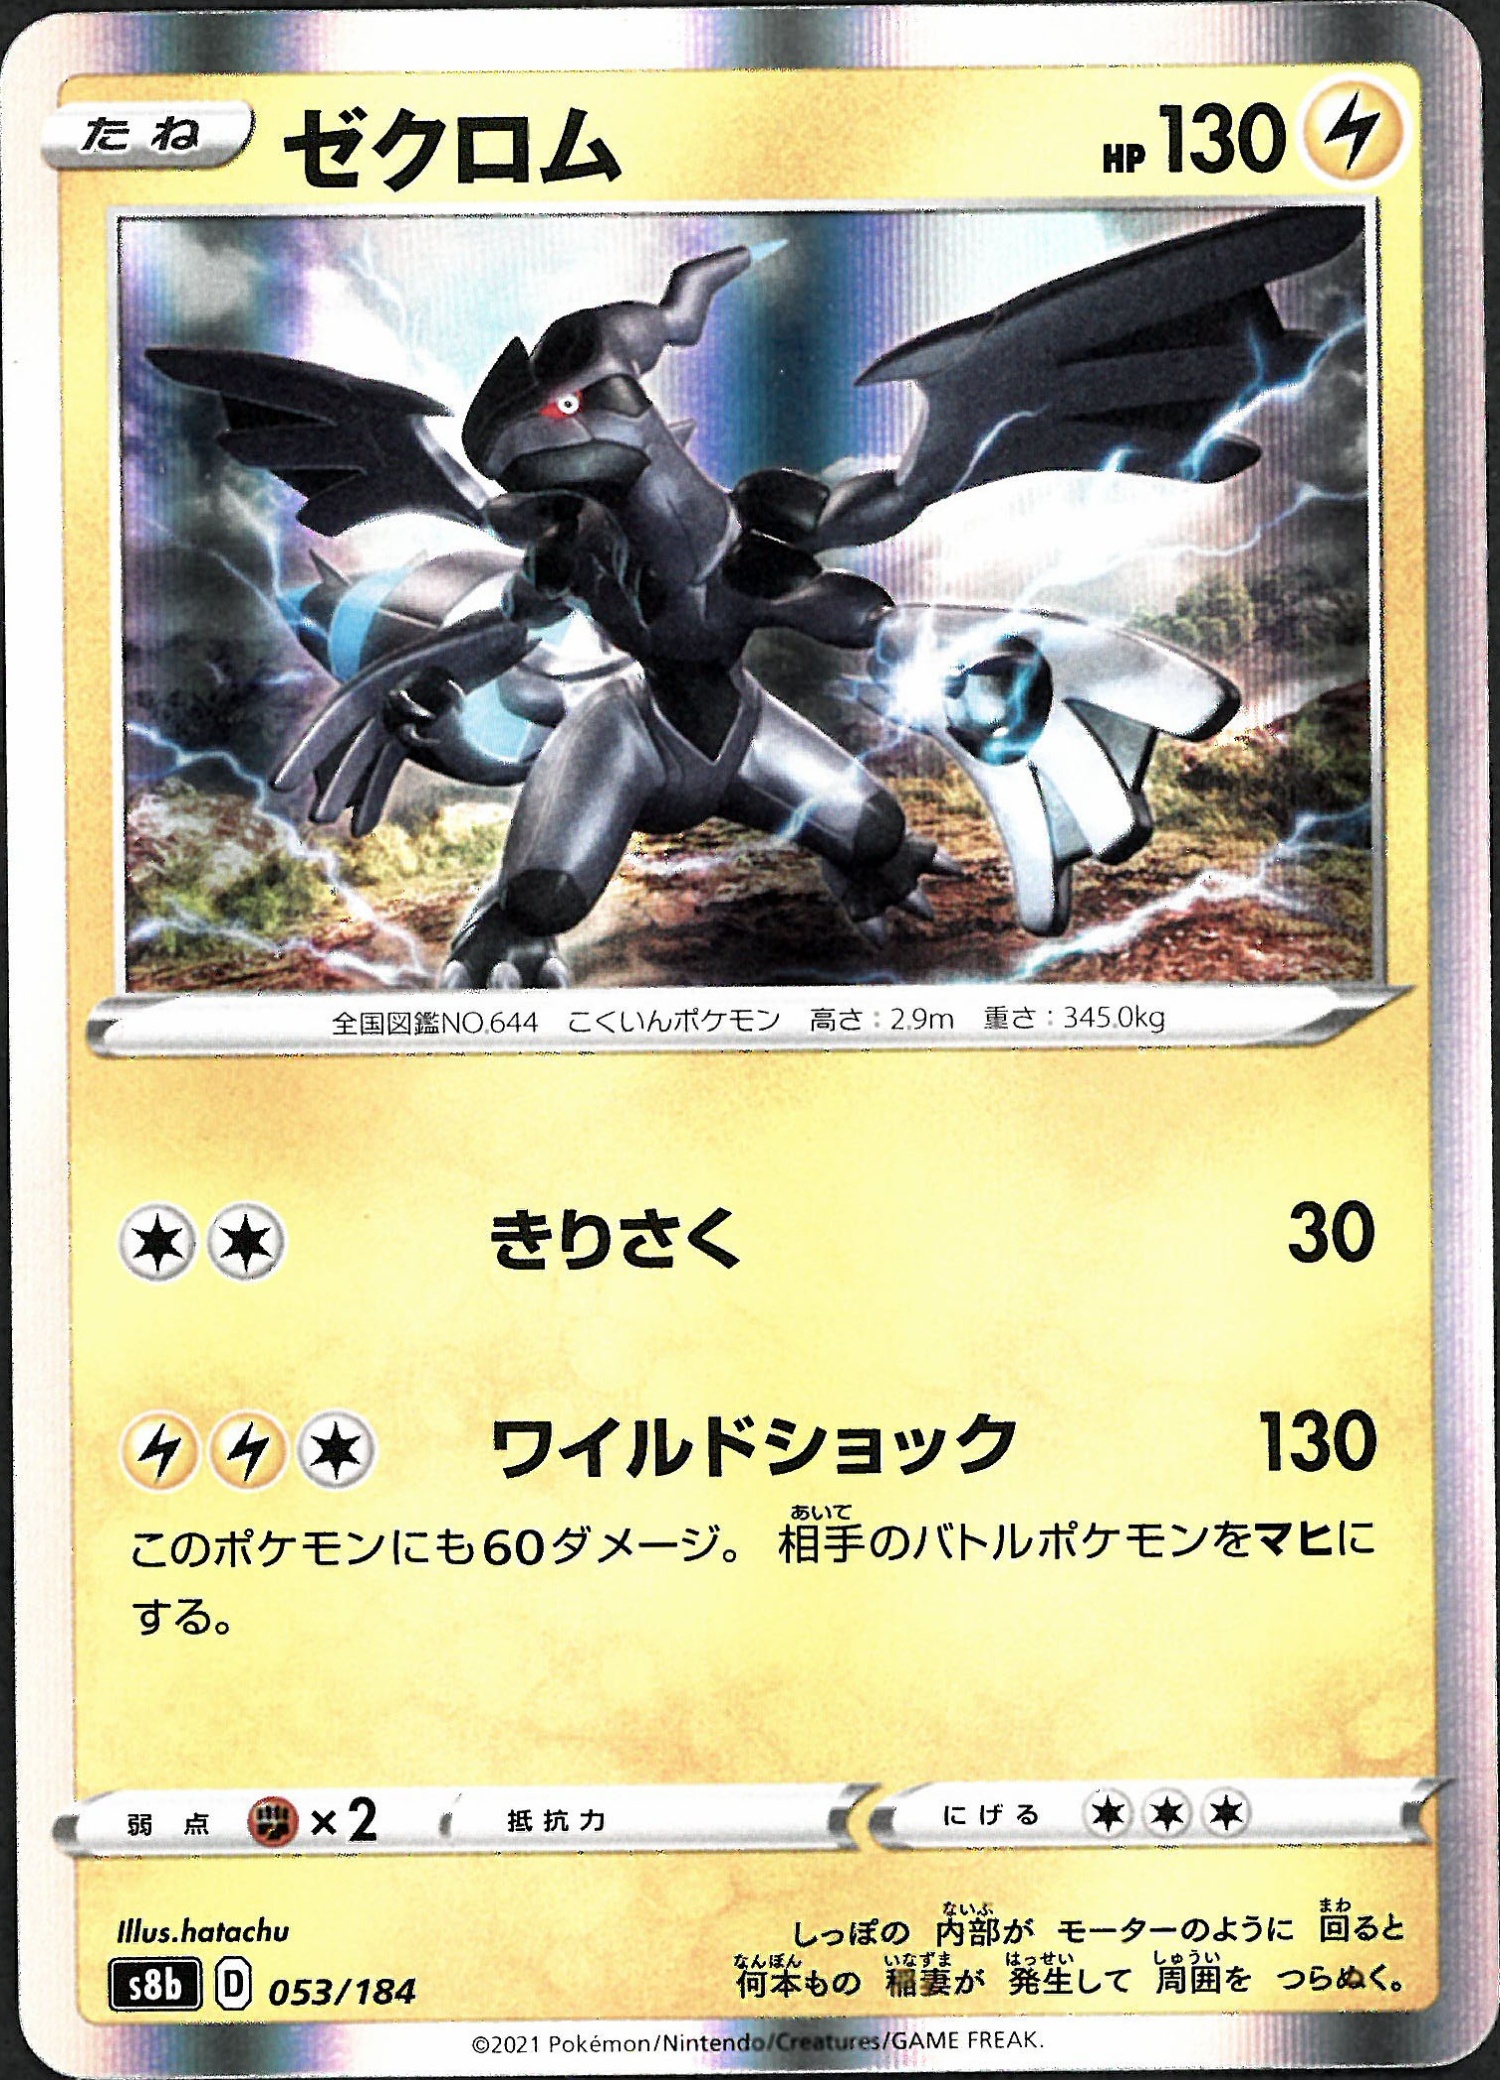 たね ゼクロム HP 130
全国図鑑NO.644 こくいんポケモン 高さ：2.9m 重さ：345.0kg
きりさく 30
ワイルドショック 130
あいて
このポケモンにも60ダメージ。相手のバトルポケモンをマヒに
する。
弱点 ×2 抵抗力 にげる
Illus.hatachu
s8b D 053/184
ないぶ まわ
しっぽの 内部が モーターのように 回ると
なんぼん いなずま はっせい しゅうい
何本もの 稲妻が 発生して 周囲を つらぬく。
©2021 Pokémon/Nintendo/Creatures/GAME FREAK.